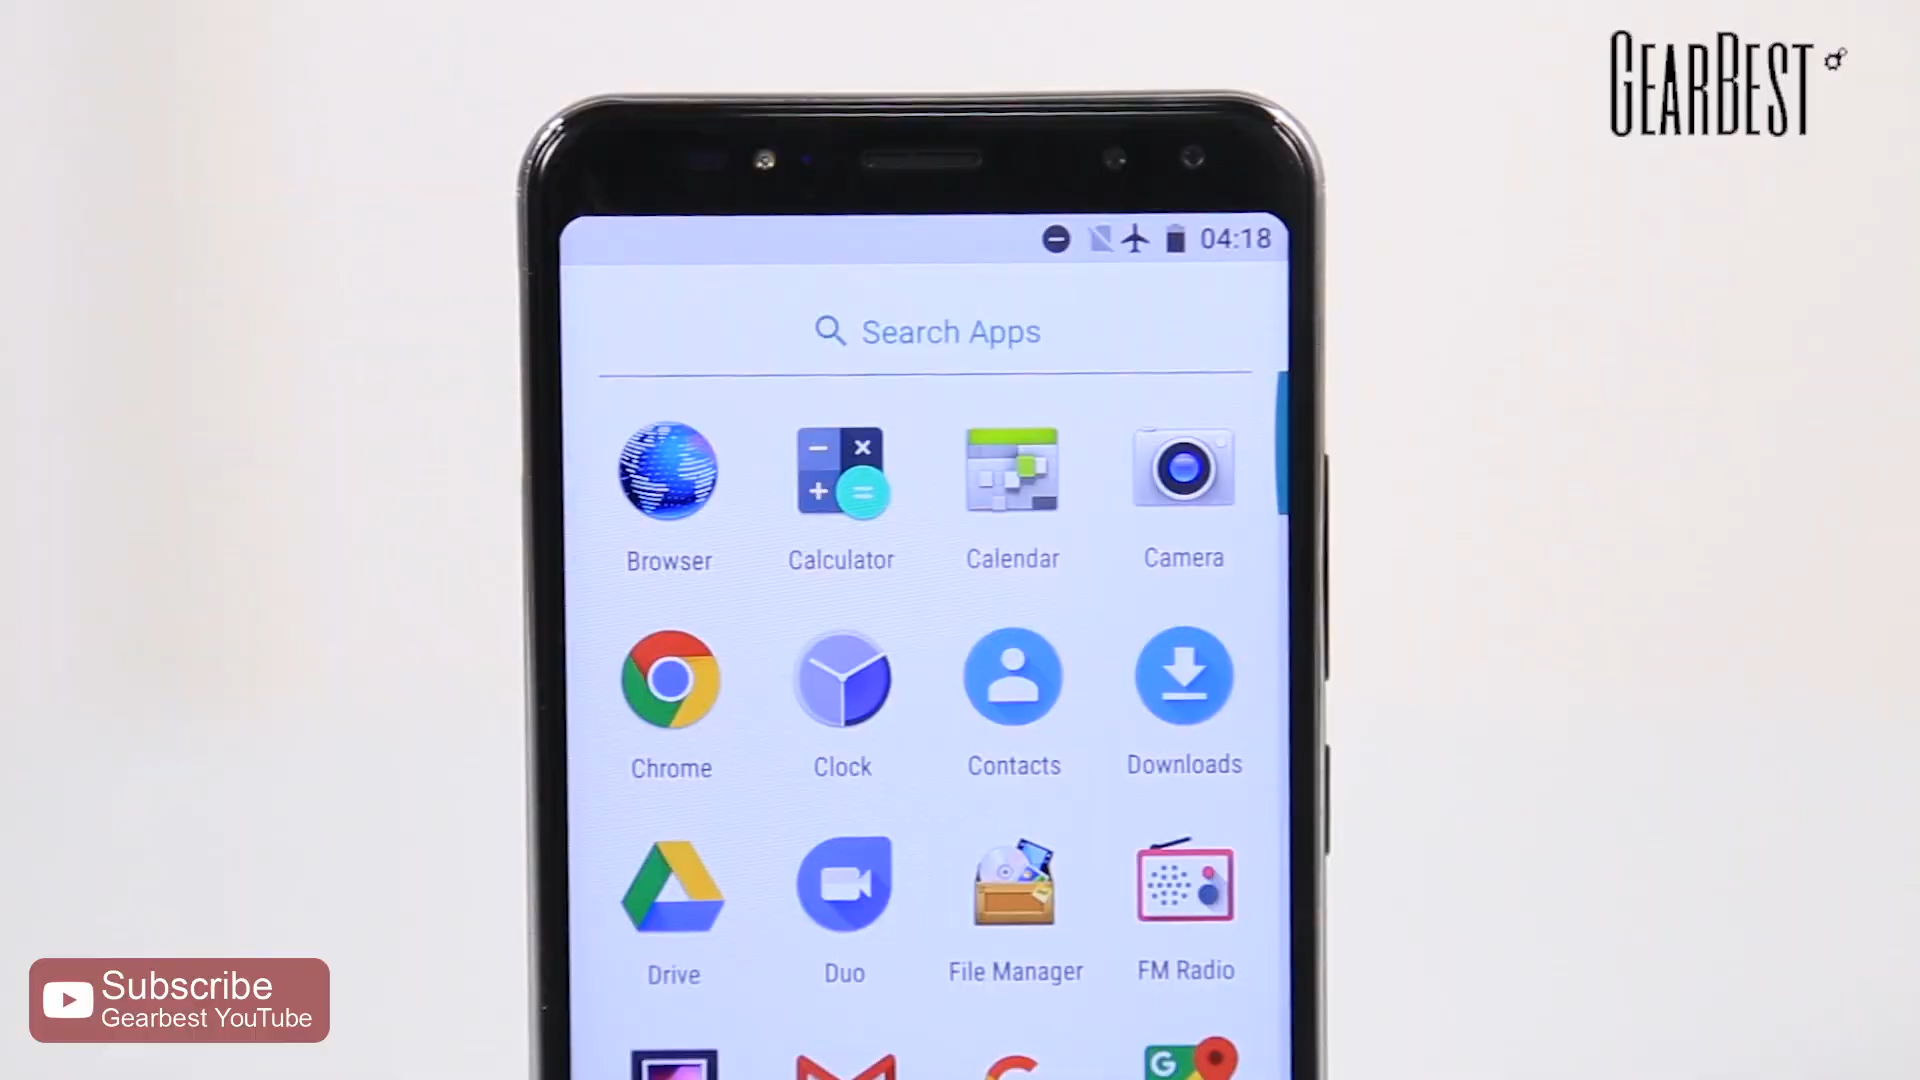 GEARBEST
04:18
Search Apps
Browser
Calculator
Calendar
Camera
Chrome
Clock
Contacts
Downloads
Drive
Duo
File Manager
FM Radio
G
Subscribe
Gearbest YouTube